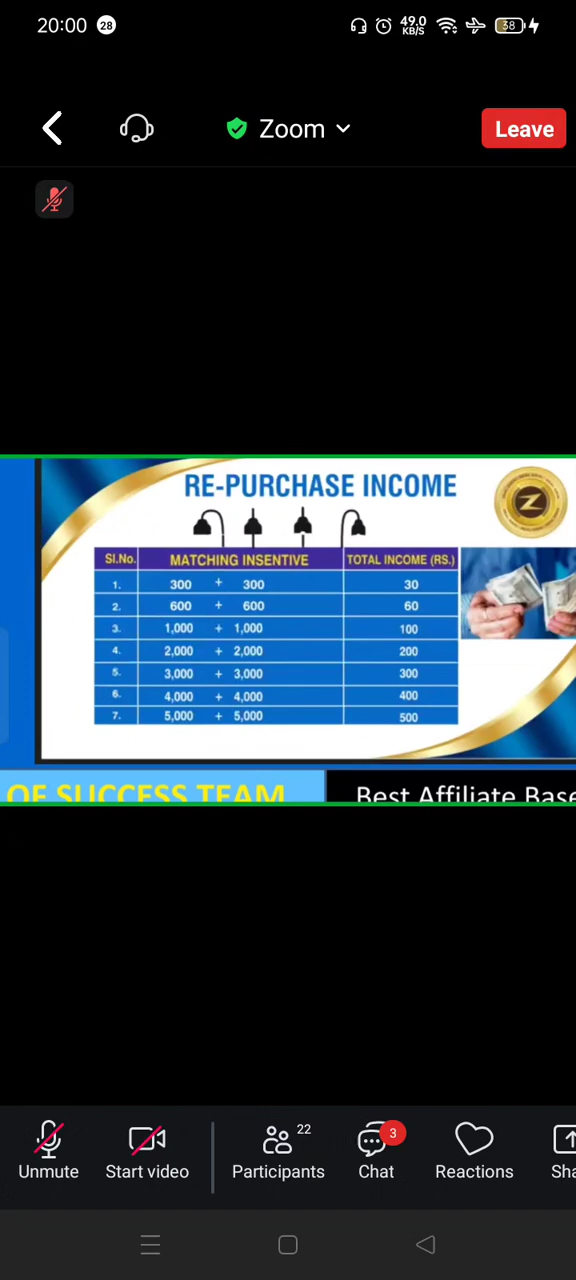 20:00 28 49.0 KB/S 38
Zoom Leave
RE-PURCHASE INCOME
Z
SI.No. MATCHING INSENTIVE TOTAL INCOME (RS.)
1. 300 + 300 30
2. 600 + 600 60
3. 1,000 + 1,000 100
4. 2,000 + 2,000 200
5. 3,000 + 3,000 300
6. 4,000 + 4,000 400
7. 5,000 + 5,000 500
OF SUCCESS TEAM Best Affiliate Base
22 3
Unmute Start video Participants Chat Reactions Sha